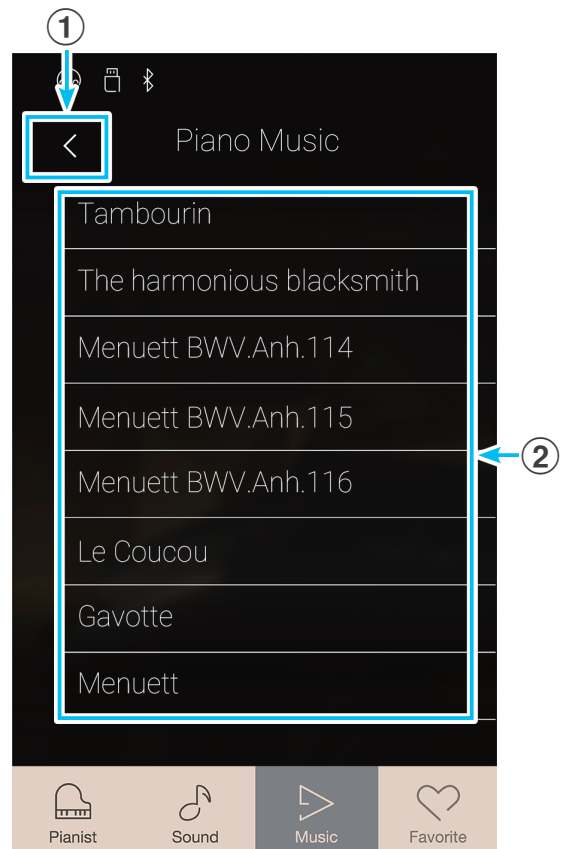 1
Piano Music
Tambourin
The harmonious blacksmith
Menuett BWV.Anh.114
Menuett BWV.Anh.115
2
Menuett BWV.Anh.116
Le Coucou
Gavotte
Menuett
Pianist Sound Music Favorite